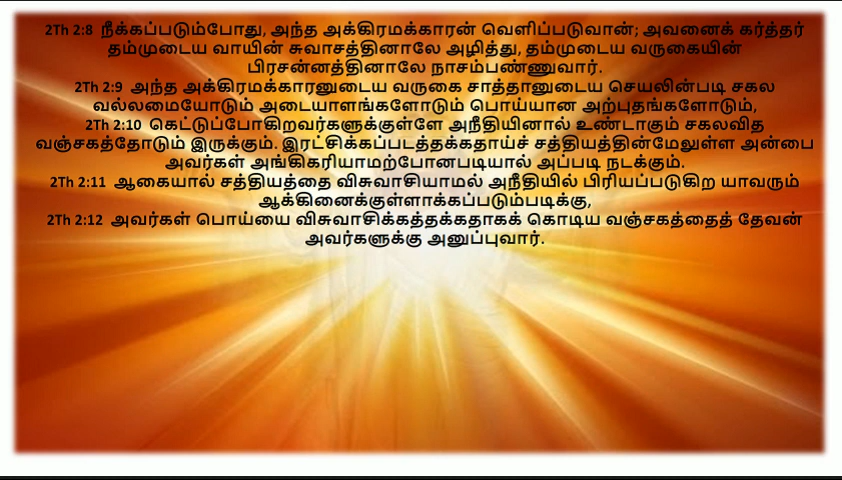 2Th 2:8 நீக்கப்படும்போது, அந்த அக்கிரமக்காரன் வெளிப்படுவான்; அவனைக் கர்த்தர்
தம்முடைய வாயின் சுவாசத்தினாலே அழித்து, தம்முடைய வருகையின்
பிரசன்னத்தினாலே நாசம்பண்ணுவார்.
2Th 2:9 அந்த அக்கிரமக்காரனுடைய வருகை சாத்தானுடைய செயலின்படி சகல
வல்லமையோடும் அடையாளங்களோடும் பொய்யான அற்புதங்களோடும்,
2Th 2:10 கெட்டுப்போகிறவர்களுக்குள்ளே அநீதியினால் உண்டாகும் சகலவித
வஞ்சகத்தோடும் இருக்கும். இரட்சிக்கப்படத்தக்கதாய்ச் சத்தியத்தின்மேலுள்ள அன்பை
அவர்கள் அங்கிகரியாமற்போனபடியால் அப்படி நடக்கும்.
2Th 2:11 ஆகையால் சத்தியத்தை விசுவாசியாமல் அநீதியில் பிரியப்படுகிற யாவரும்
ஆக்கினைக்குள்ளாக்கப்படும்படிக்கு,
2Th 2:12 அவர்கள் பொய்யை விசுவாசிக்கத்தக்கதாகக் கொடிய வஞ்சகத்தைத் தேவன்
அவர்களுக்கு அனுப்புவார்.